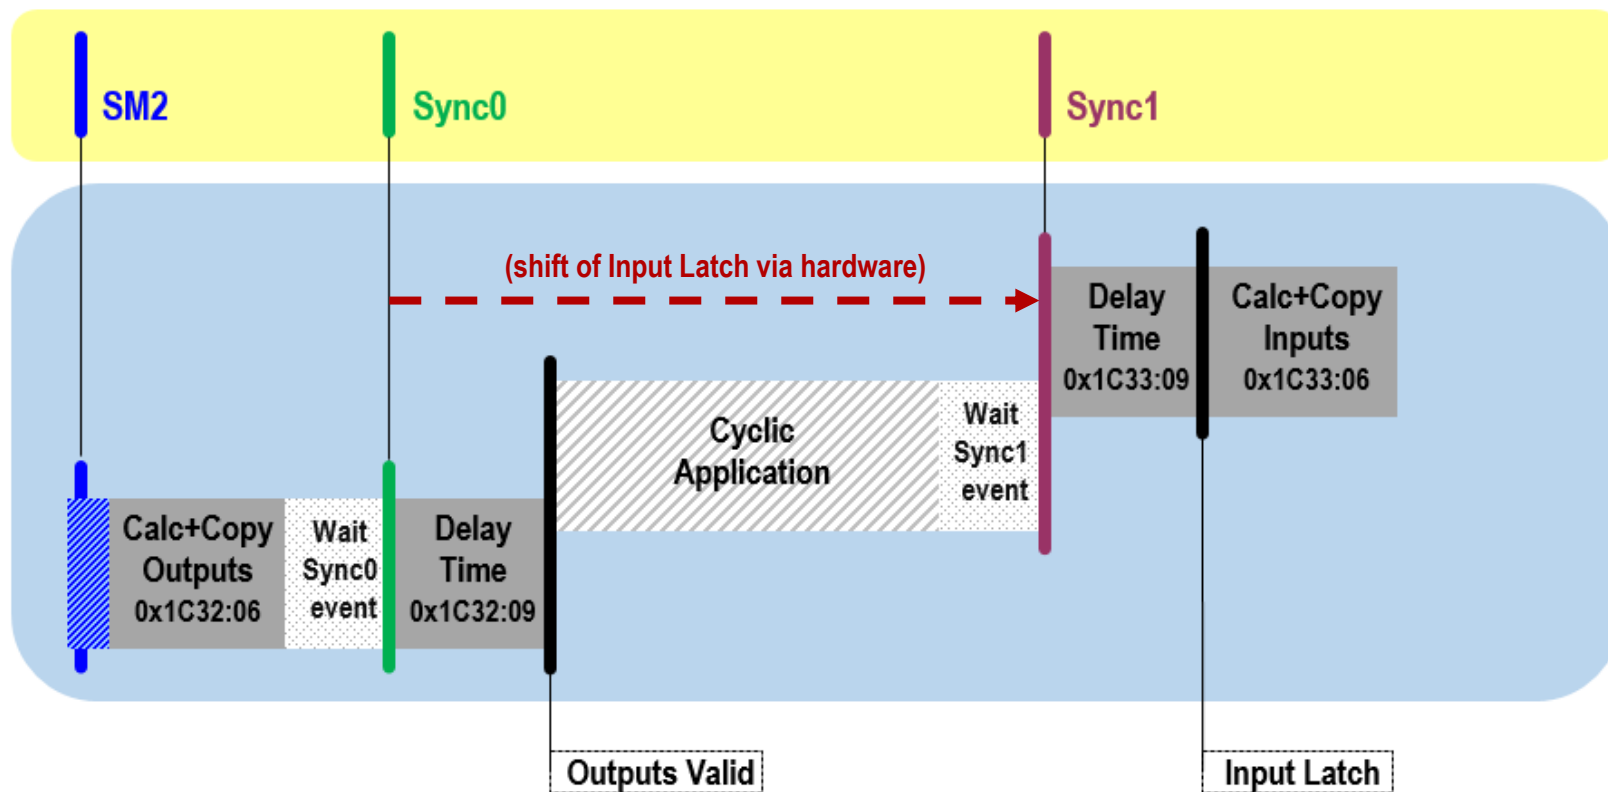 SM2
Sync0
Sync1
(shift of Input Latch via hardware)
Delay
Time
0x1C33:09
Calc+Copy
Inputs
0x1C33:06
Cyclic
Application
Wait
Sync1
event
Calc+Copy
Outputs
0x1C32:06
Wait
Sync0
event
Delay
Time
0x1C32:09
Outputs Valid
Input Latch